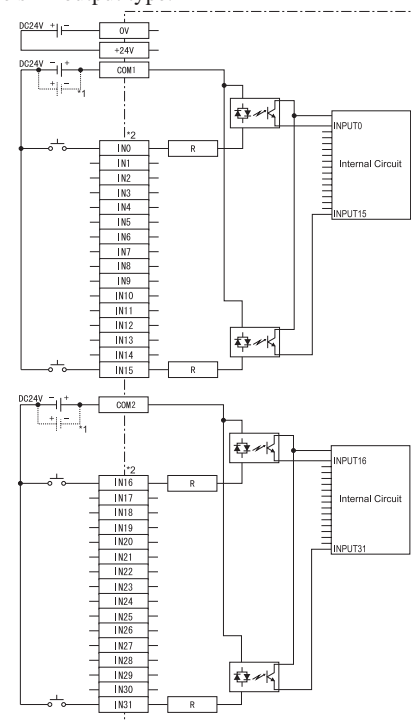 DC24V + - 0V
+24V
DC24V - + COM1
+ - *1
*2
IN0 R INPUT0
IN1
IN2
IN3 Internal Circuit
IN4
IN5
IN6 INPUT15
IN7
IN8
IN9
IN10
IN11
IN12
IN13
IN14
IN15 R
DC24V - + COM2
+ - *1
*2
IN16 R INPUT16
IN17
IN18 Internal Circuit
IN19
IN20
IN21 INPUT31
IN22
IN23
IN24
IN25
IN26
IN27
IN28
IN29
IN30
IN31 R